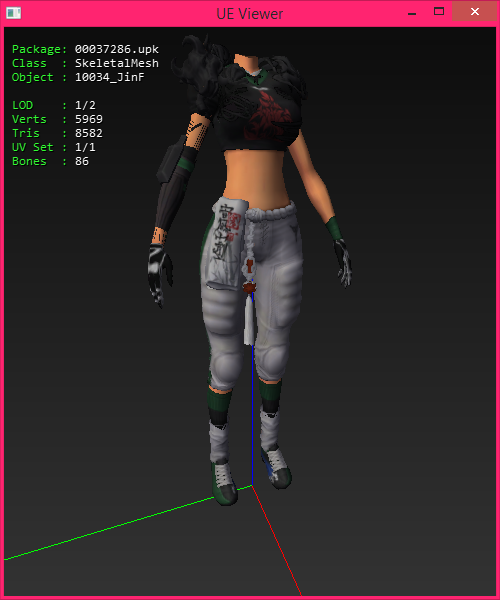 UE Viewer
Package: 00037286.upk
Class : SkeletalMesh
Object : 10034_JinF
LOD : 1/2
Verts : 5969
Tris : 8582
UV Set : 1/1
Bones : 86